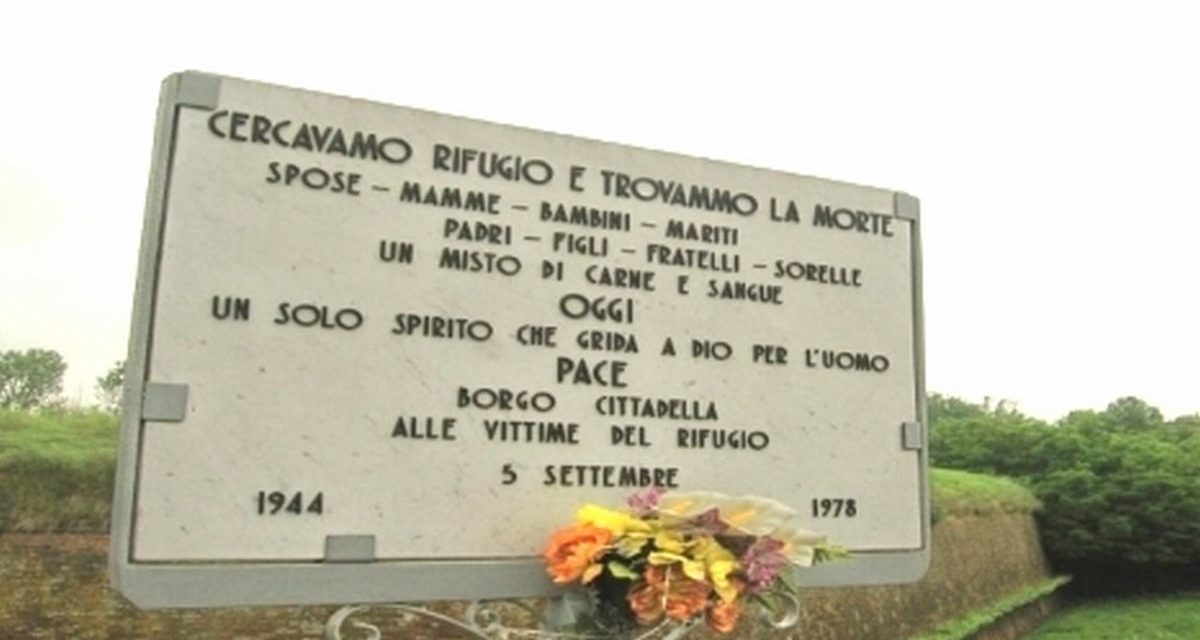 CERCAVAMO RIFUGIO E TROVAMMO LA MORTE
SPOSE – MAMME – BAMBINI – MARITI
PADRI – FIGLI – FRATELLI – SORELLE
UN MISTO DI CARNE E SANGUE
OGGI
UN SOLO SPIRITO CHE GRIDA A DIO PER L'UOMO
PACE
BORGO CITTADELLA
ALLE VITTIME DEL RIFUGIO
5 SETTEMBRE
1944 1978